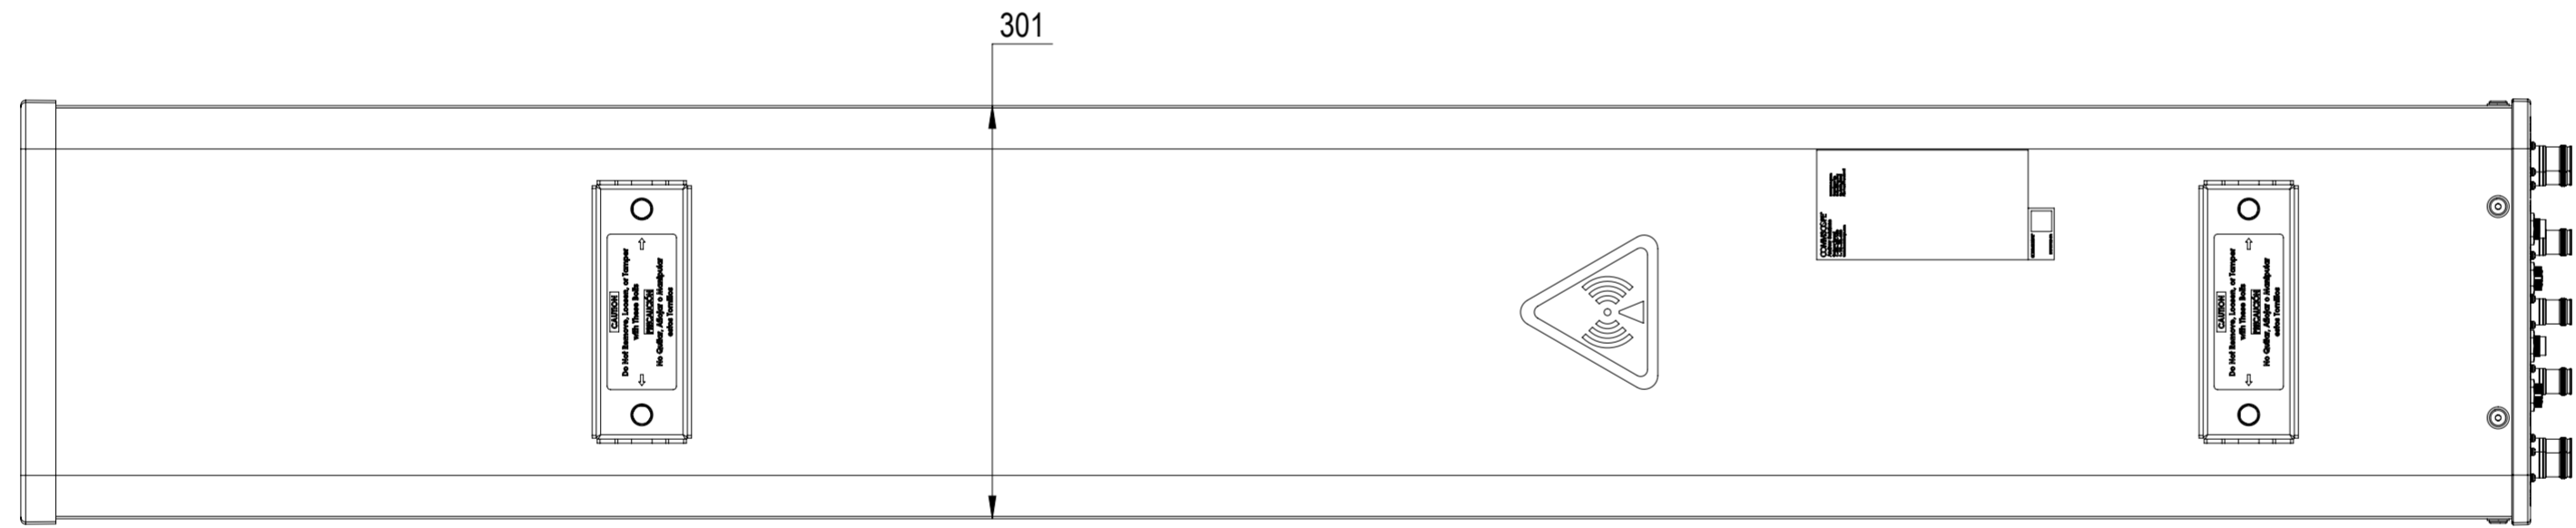 301
CAUTION
Do Not Remove, Loosen, or Tamper
with These Bolts
PRECAUCIÓN
No Quitar, Aflojar o Manipular
estos Tornillos
COMMSCOPE
CAUTION
Do Not Remove, Loosen, or Tamper
with These Bolts
PRECAUCIÓN
No Quitar, Aflojar o Manipular
estos Tornillos